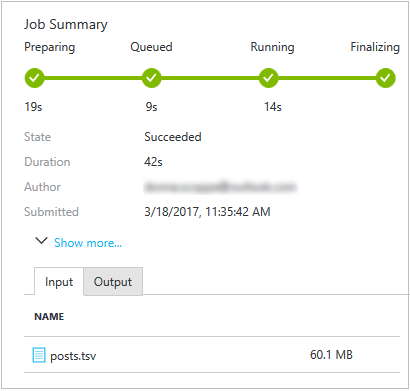 Job Summary
Preparing Queued Running Finalizing
19s 9s 14s
State Succeeded
Duration 42s
Author
Submitted 3/18/2017, 11:35:42 AM
Show more...
Input Output
NAME
posts.tsv 60.1 MB